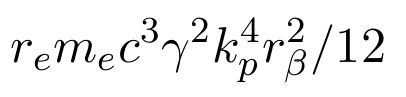 $r_e m_e c^3 \gamma^2 k_p^4 r_\beta^2 / 12$